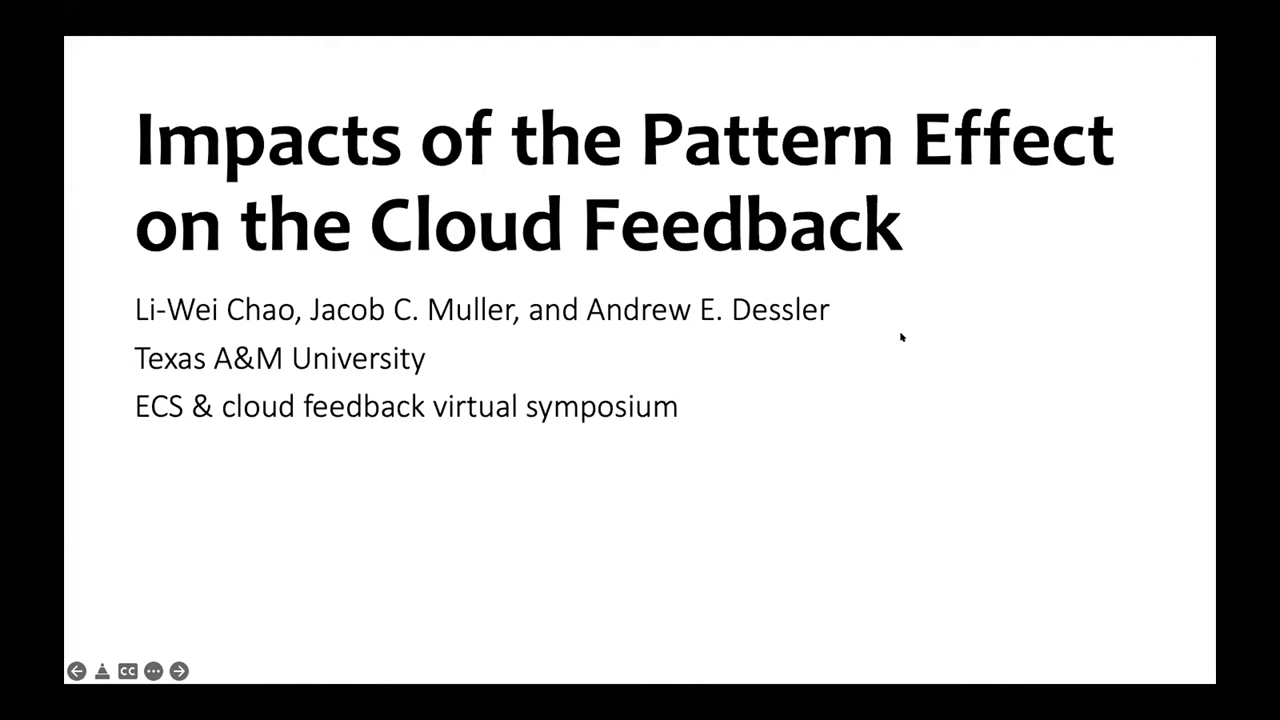 Impacts of the Pattern Effect
on the Cloud Feedback
Li-Wei Chao, Jacob C. Muller, and Andrew E. Dessler
Texas A&M University
ECS & cloud feedback virtual symposium
CC